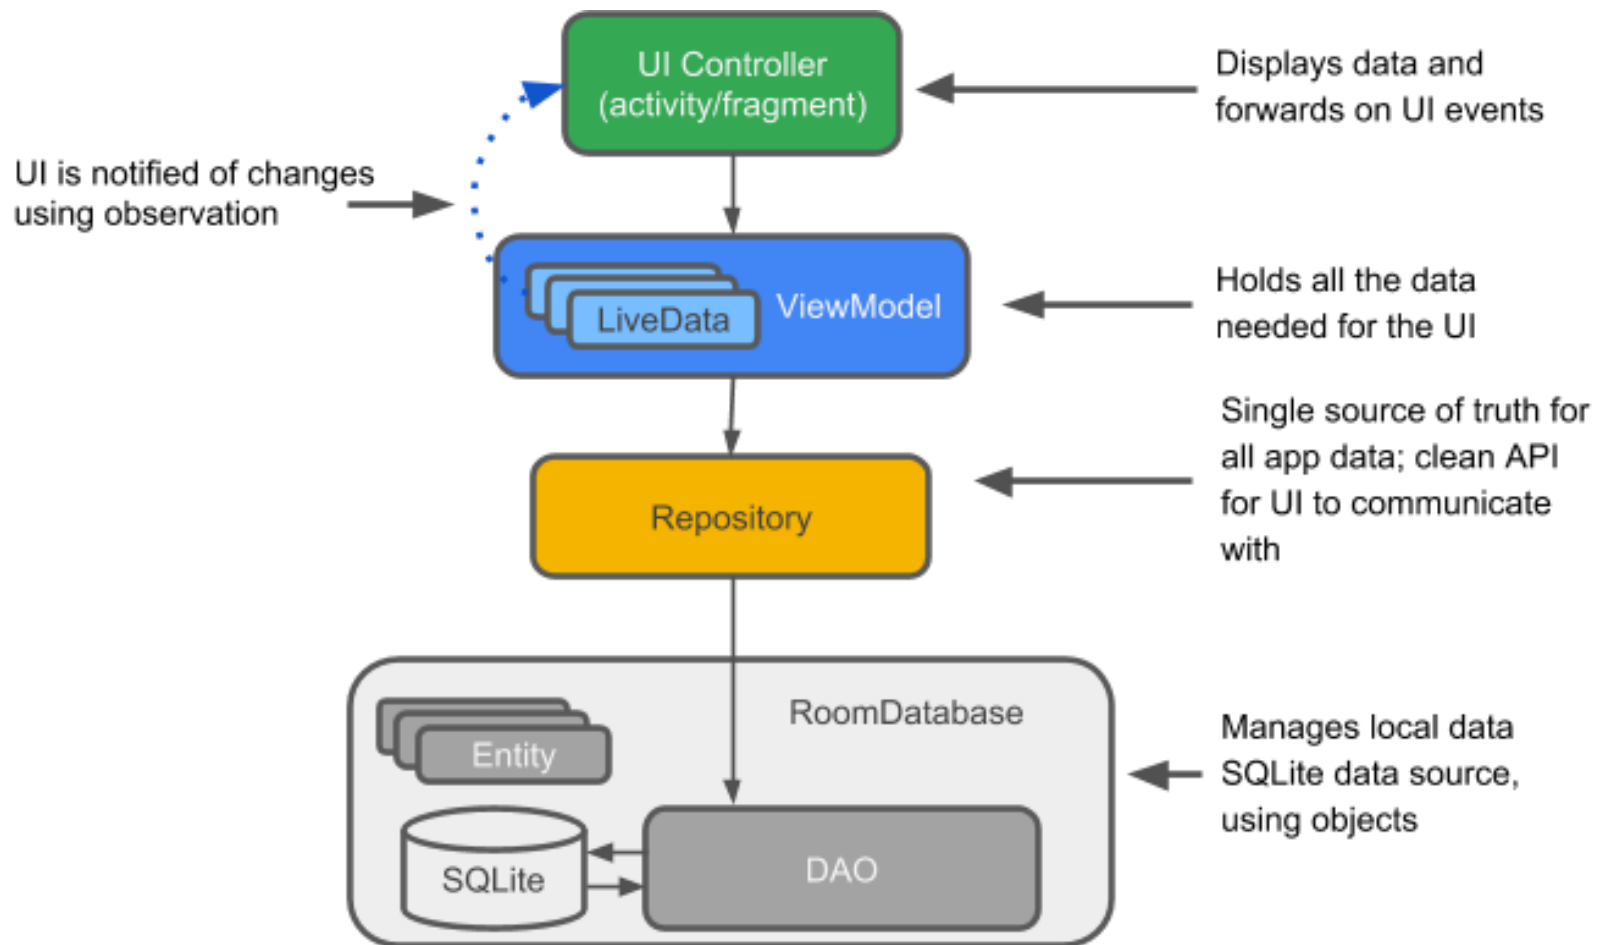 UI Controller
(activity/fragment)
Displays data and
forwards on UI events
UI is notified of changes
using observation
LiveData
ViewModel
Holds all the data
needed for the UI
Single source of truth for
all app data; clean API
for UI to communicate
with
Repository
RoomDatabase
Entity
Manages local data
SQLite data source,
using objects
SQLite
DAO